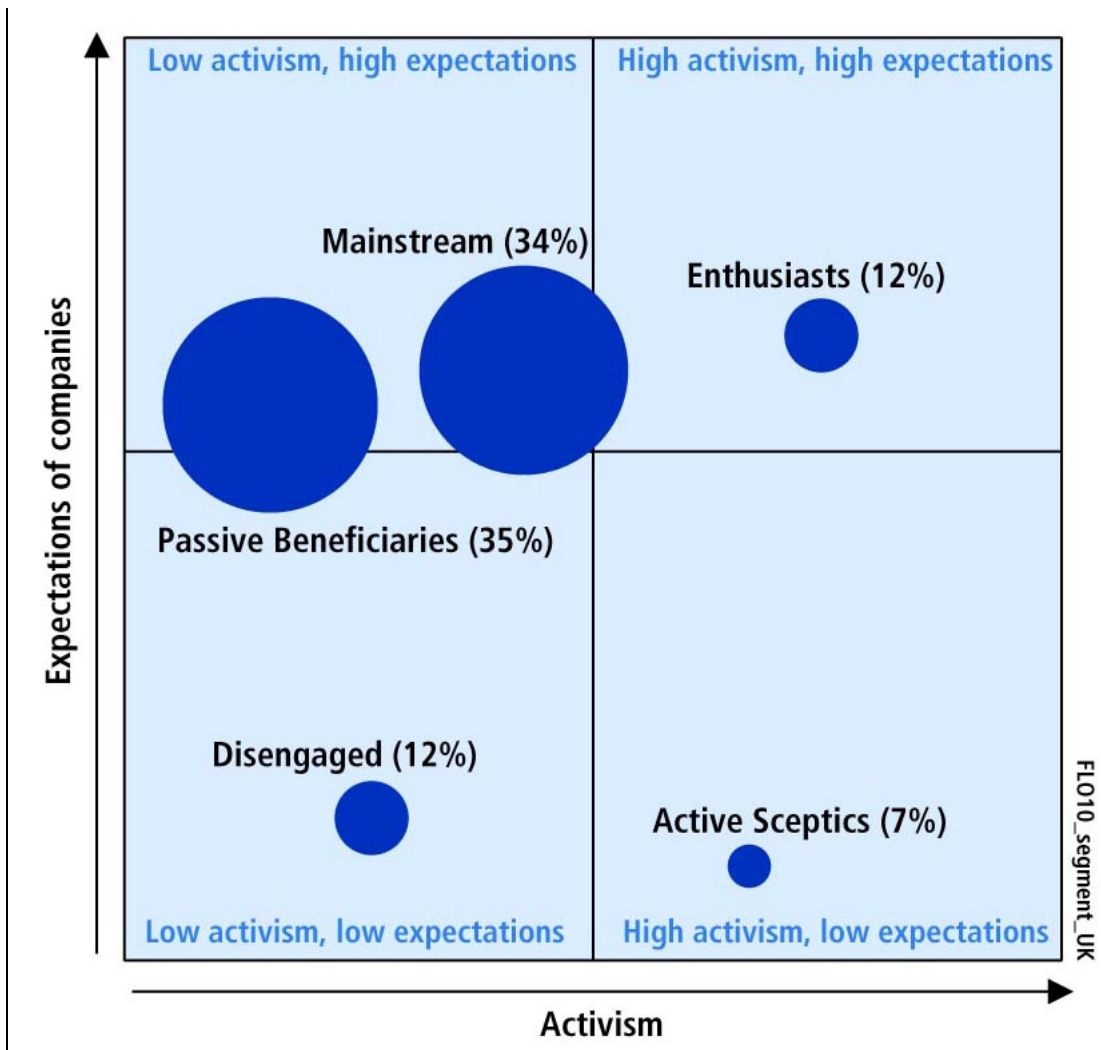 Low activism, high expectations
High activism, high expectations
Mainstream (34%)
Enthusiasts (12%)
Expectations of companies
Passive Beneficiaries (35%)
Disengaged (12%)
Active Sceptics (7%)
FLO10_segment_UK
Low activism, low expectations
High activism, low expectations
Activism